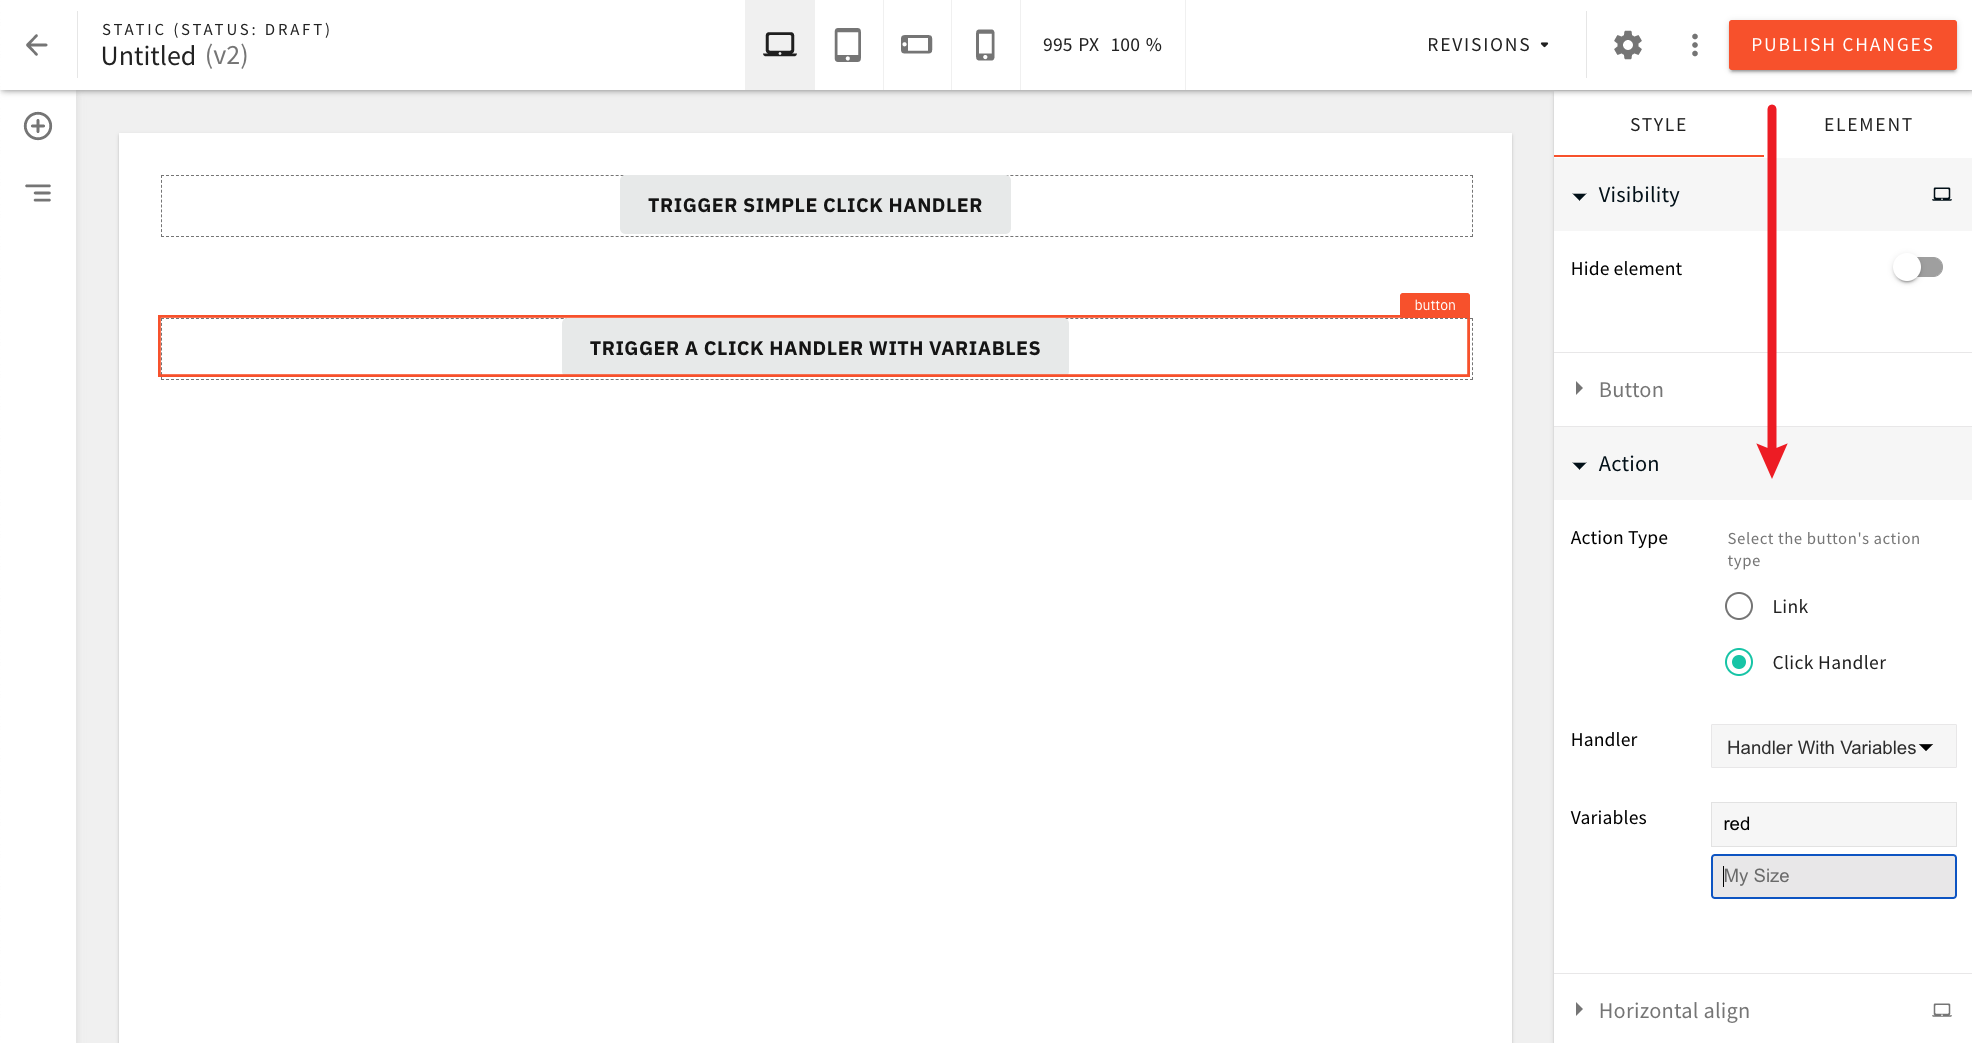 STATIC (STATUS: DRAFT)
Untitled (v2)
995 PX 100 %
REVISIONS
PUBLISH CHANGES
TRIGGER SIMPLE CLICK HANDLER
button
TRIGGER A CLICK HANDLER WITH VARIABLES
STYLE ELEMENT
Visibility
Hide element
Button
Action
Action Type
Select the button's action
type
Link
Click Handler
Handler
Handler With Variables
Variables
red
My Size
Horizontal align